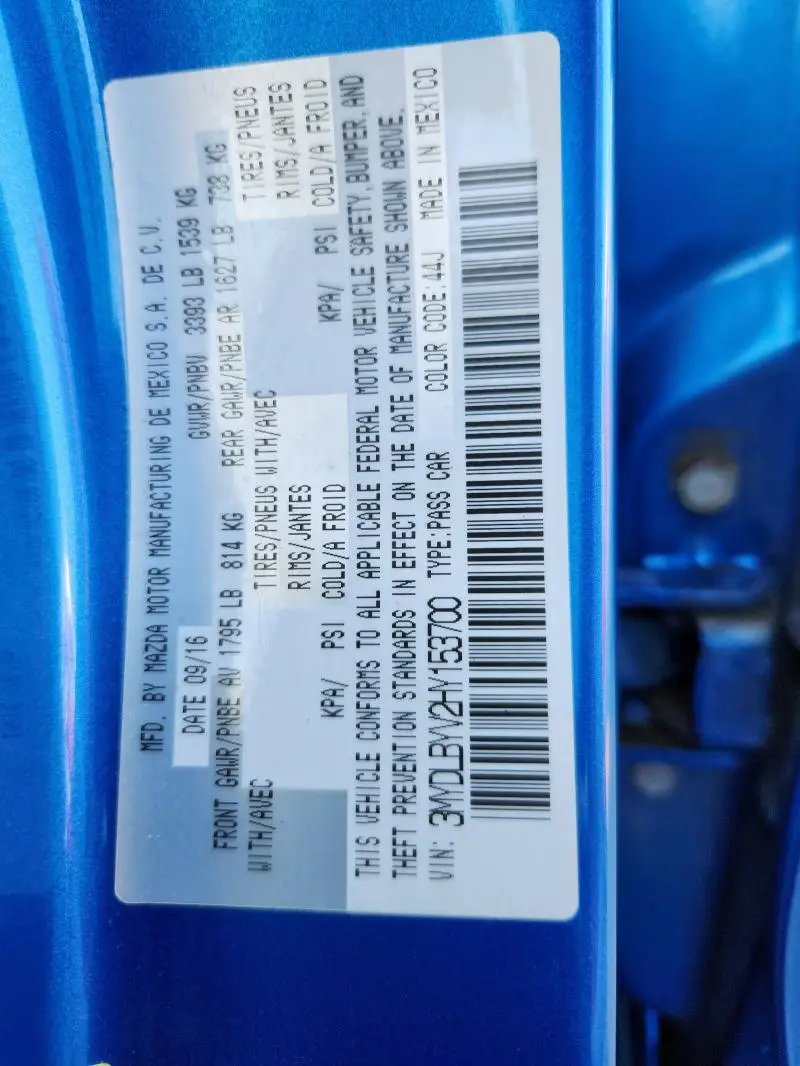 MFD. BY MAZDA MOTOR MANUFACTURING DE MEXICO S.A. DE C.V.
DATE 09/16 GVWR/PNBV 3393 LB 1539 KG
FRONT GAWR/PNBE AV 1795 LB 814 KG REAR GAWR/PNBE AR 1627 LB 738 KG
WITH/AVEC TIRES/PNEUS WITH/AVEC TIRES/PNEUS
RIMS/JANTES RIMS/JANTES
KPA/ PSI COLD/A FROID KPA/ PSI COLD/A FROID
THIS VEHICLE CONFORMS TO ALL APPLICABLE FEDERAL MOTOR VEHICLE SAFETY,BUMPER,AND
THEFT PREVENTION STANDARDS IN EFFECT ON THE DATE OF MANUFACTURE SHOWN ABOVE.
VIN: 3MYDLBYV2HY153700 TYPE:PASS CAR COLOR CODE:44J MADE IN MEXICO